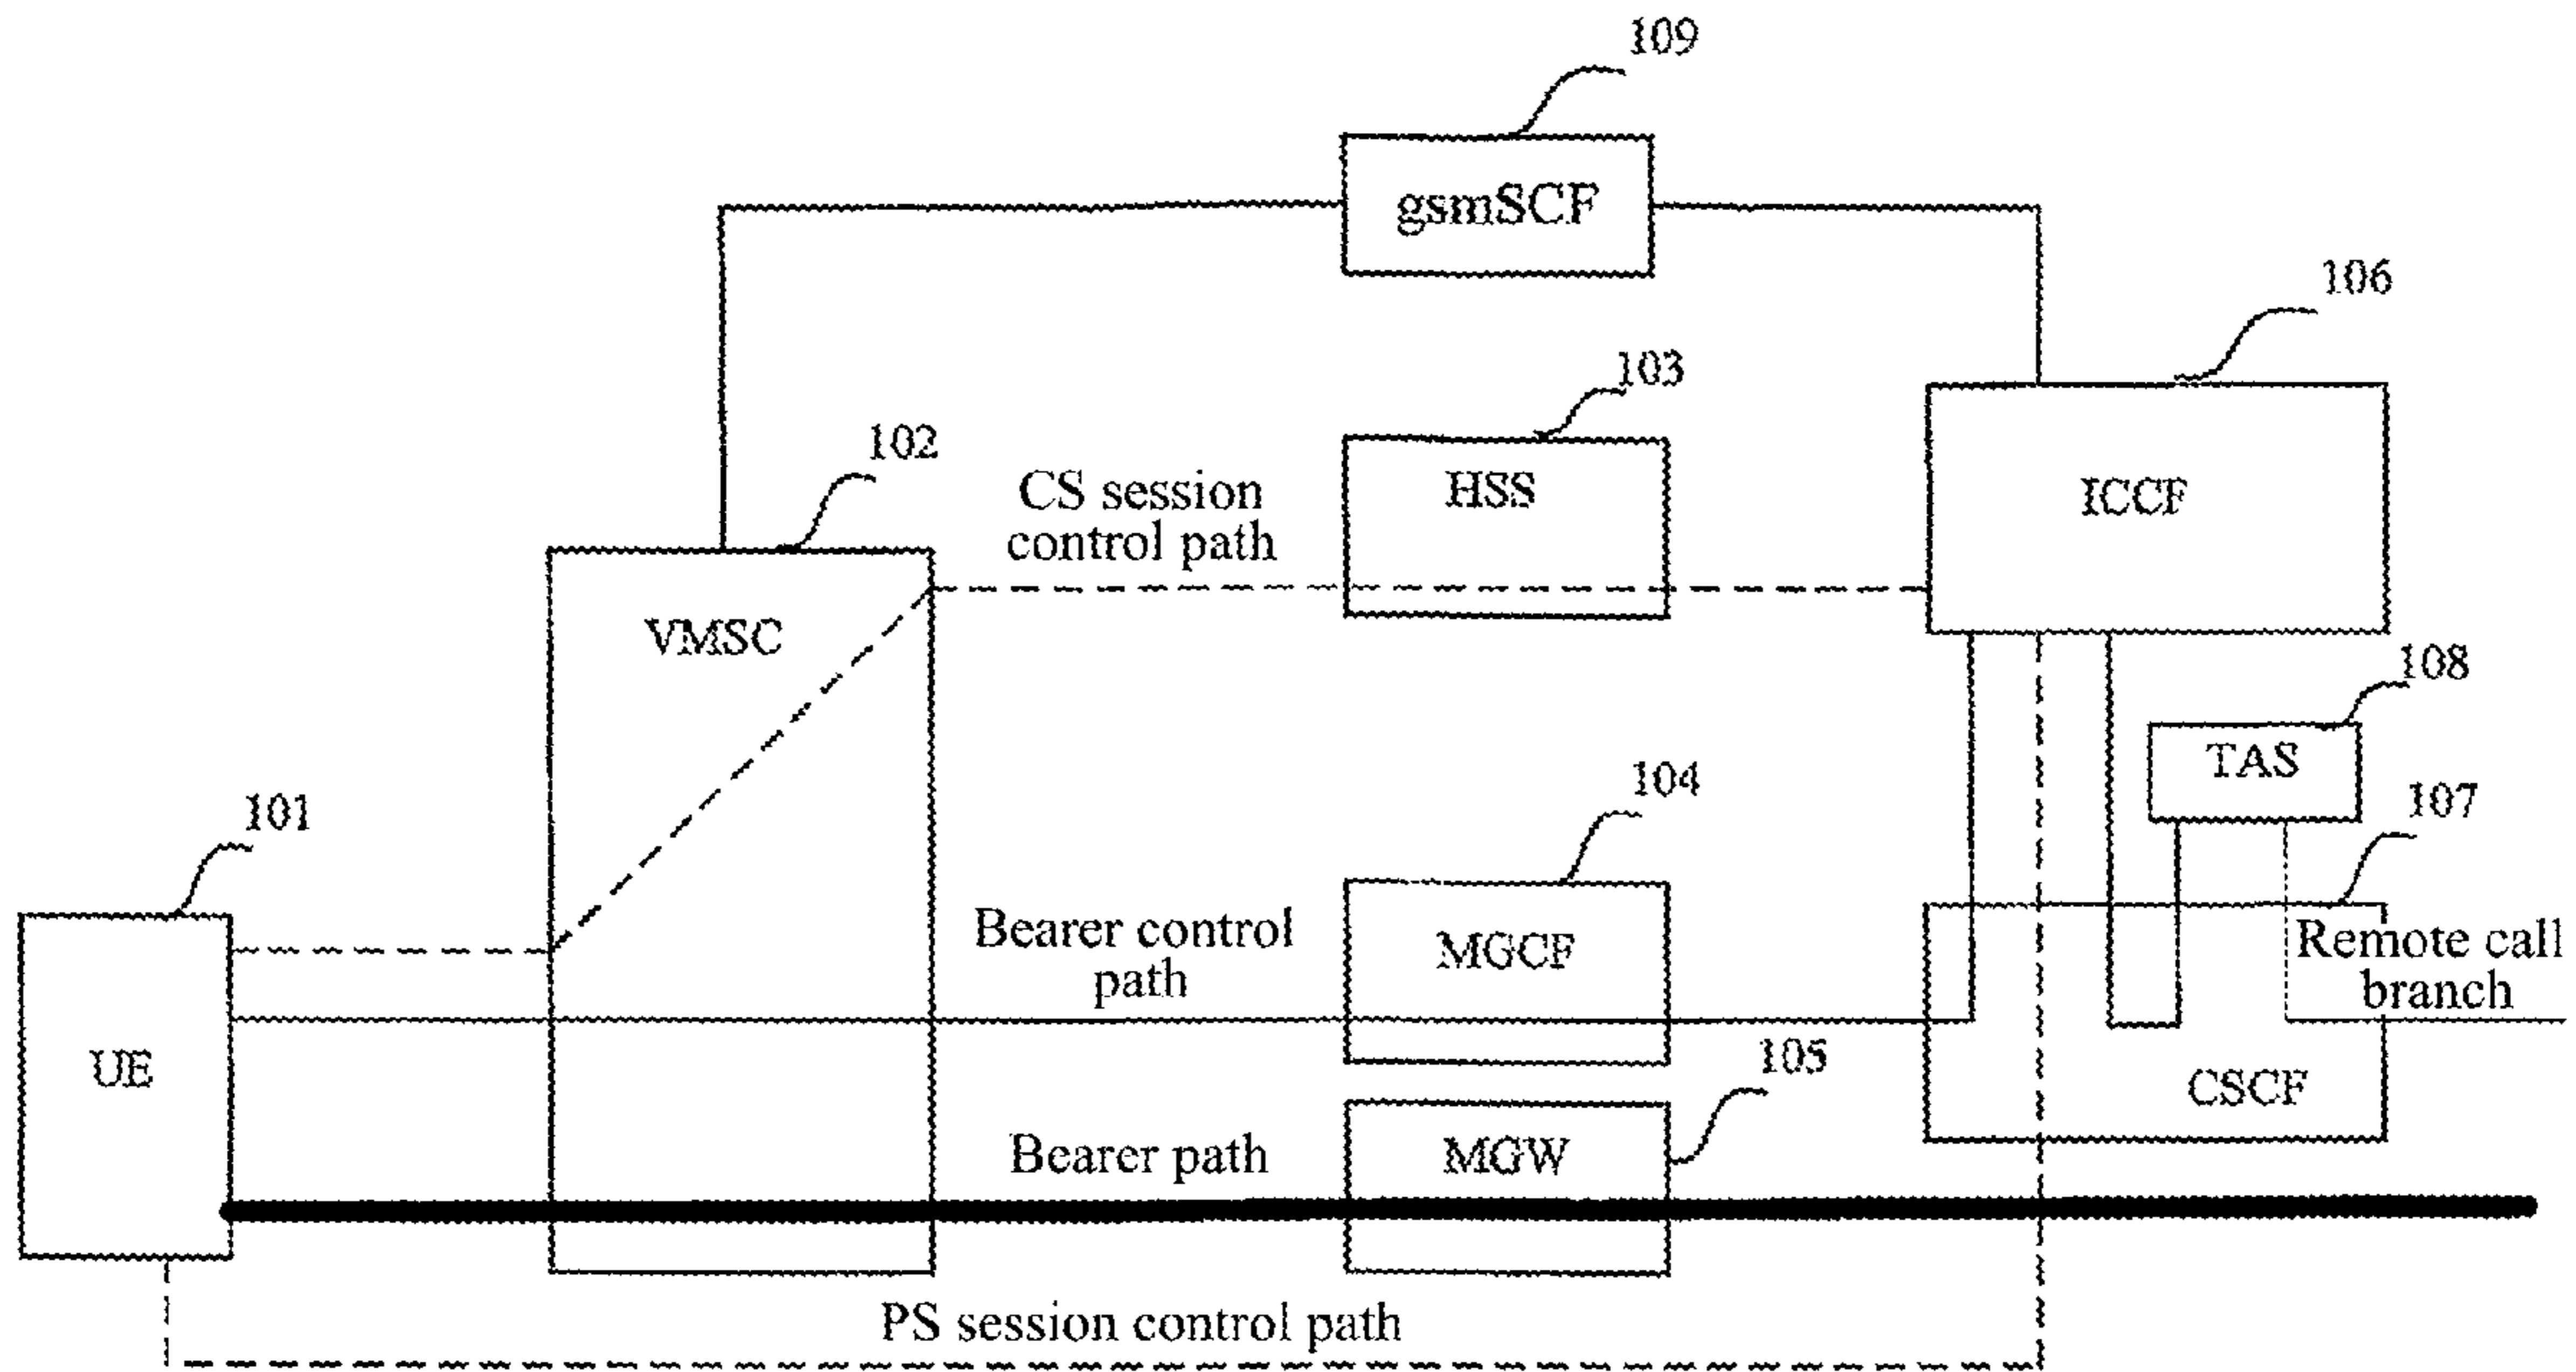 109
gsmSCF
106
103
102
CS session
control path
HSS
ICCF
VMSC
108
TAS
104
107
101
Bearer control
path
MGCF
Remote call
branch
UE
105
CSCF
Bearer path
MGW
PS session control path